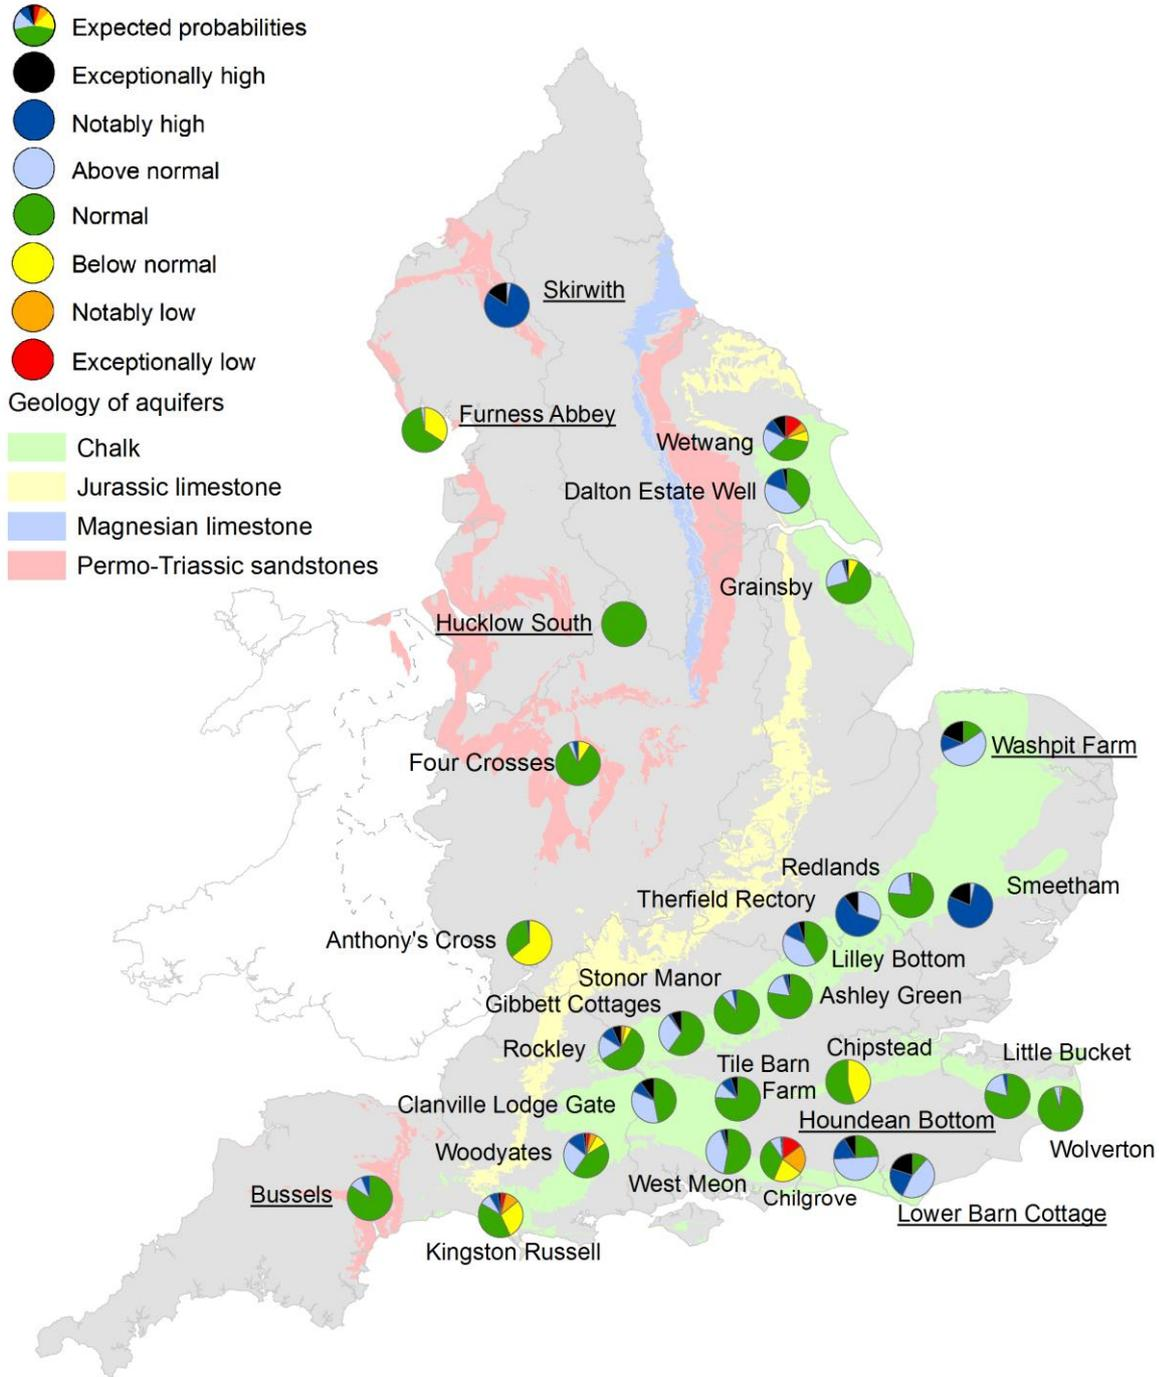 Expected probabilities
Exceptionally high
Notably high
Above normal
Normal
Below normal
Notably low
Exceptionally low
Geology of aquifers
Chalk
Jurassic limestone
Magnesian limestone
Permo-Triassic sandstones
Skirwith
Furness Abbey
Wetwang
Dalton Estate Well
Grainsby
Hucklow South
Washpit Farm
Four Crosses
Redlands
Smeetham
Therfield Rectory
Anthony's Cross
Lilley Bottom
Stonor Manor
Ashley Green
Gibbett Cottages
Rockley
Chipstead
Little Bucket
Tile Barn
Farm
Clanville Lodge Gate
Houndean Bottom
Woodyates
Wolverton
West Meon
Chilgrove
Bussels
Lower Barn Cottage
Kingston Russell